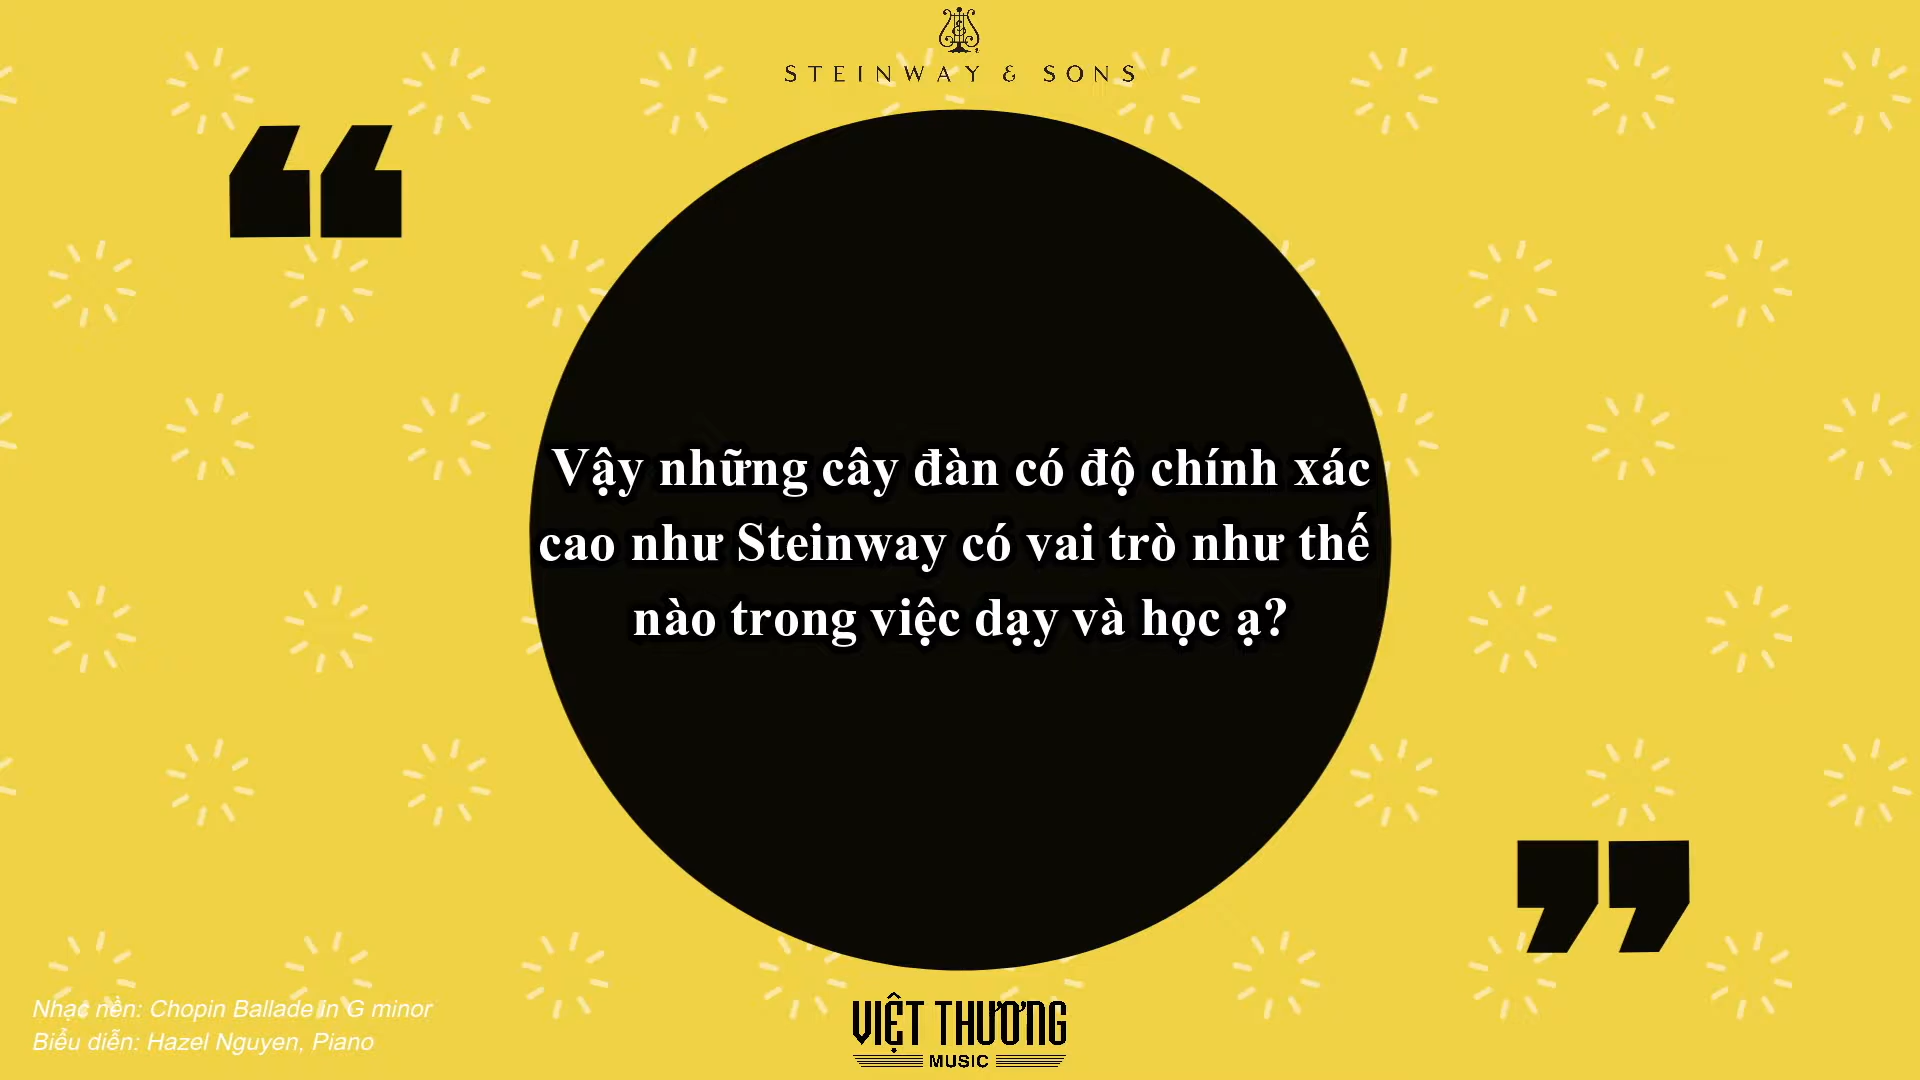 STEINWAY & SONS
Vậy những cây đàn có độ chính xác
cao như Steinway có vai trò như thế
nào trong việc dạy và học ạ?
Nhạc nền: Chopin Ballade in G minor
Biểu diễn: Hazel Nguyen, Piano
VIỆT THƯƠNG
MUSIC